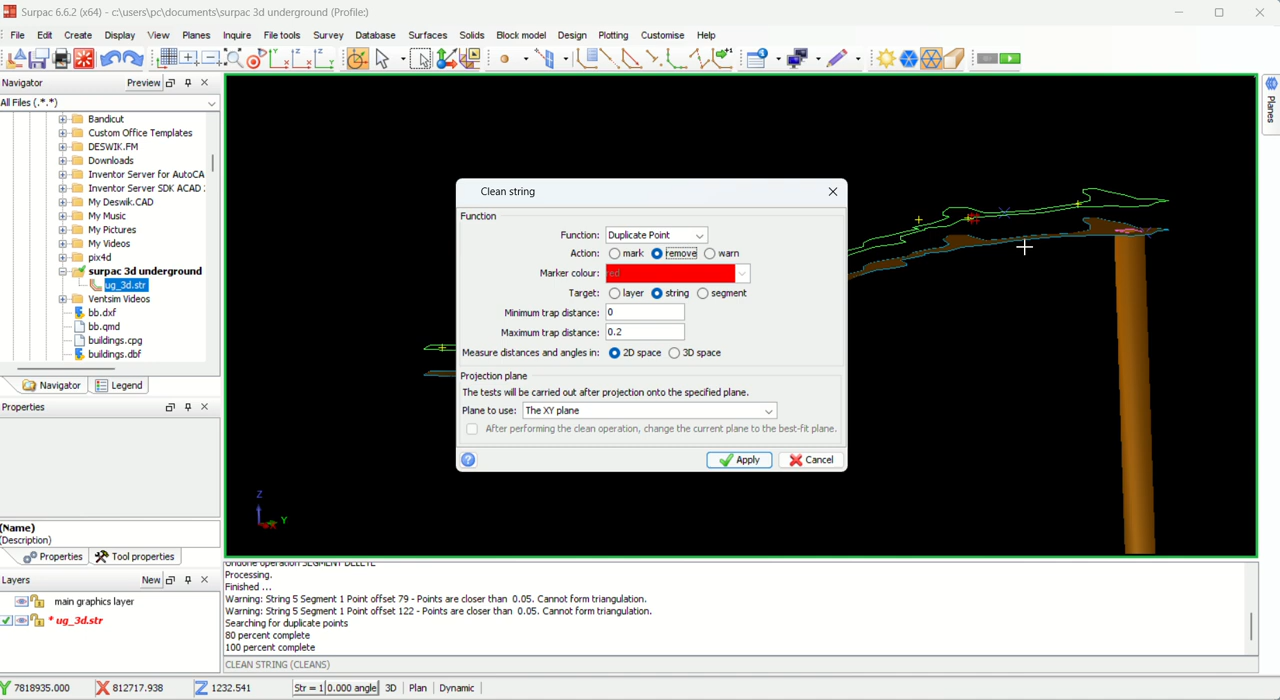 Surpac 6.6.2 (x64) - c:\users\pc\documents\surpac 3d underground (Profile:)
File Edit Create Display View Planes Inquire File tools Survey Database Surfaces Solids Block model Design Plotting Customise Help
Navigator Preview
All Files (*.*)
Bandicut
Custom Office Templates
DESWIK.FM
Downloads
Inventor Server for AutoCA
Inventor Server SDK ACAD
My Deswik.CAD
My Music
My Pictures
My Videos
pix4d
surpac 3d underground
ug_3d.str
Ventsim Videos
bb.dxf
bb.qmd
buildings.cpg
buildings.dbf
Navigator Legend
Properties
(Name)
(Description)
Properties Tool properties
Layers New
main graphics layer
* ug_3d.str
Planes
Clean string
Function
Function: Duplicate Point
Action: mark remove warn
Marker colour: red
Target: layer string segment
Minimum trap distance: 0
Maximum trap distance: 0.2
Measure distances and angles in: 2D space 3D space
Projection plane
The tests will be carried out after projection onto the specified plane.
Plane to use: The XY plane
After performing the clean operation, change the current plane to the best-fit plane.
Apply Cancel
Z
Y
Undone operation SEGMENT DELETE
Processing.
Finished ...
Warning: String 5 Segment 1 Point offset 79 - Points are closer than 0.05. Cannot form triangulation.
Warning: String 5 Segment 1 Point offset 122 - Points are closer than 0.05. Cannot form triangulation.
Searching for duplicate points
80 percent complete
100 percent complete
CLEAN STRING (CLEANS)
Y 7818935.000 X 812717.938 Z 1232.541 Str = 1 0.000 angle 3D Plan Dynamic